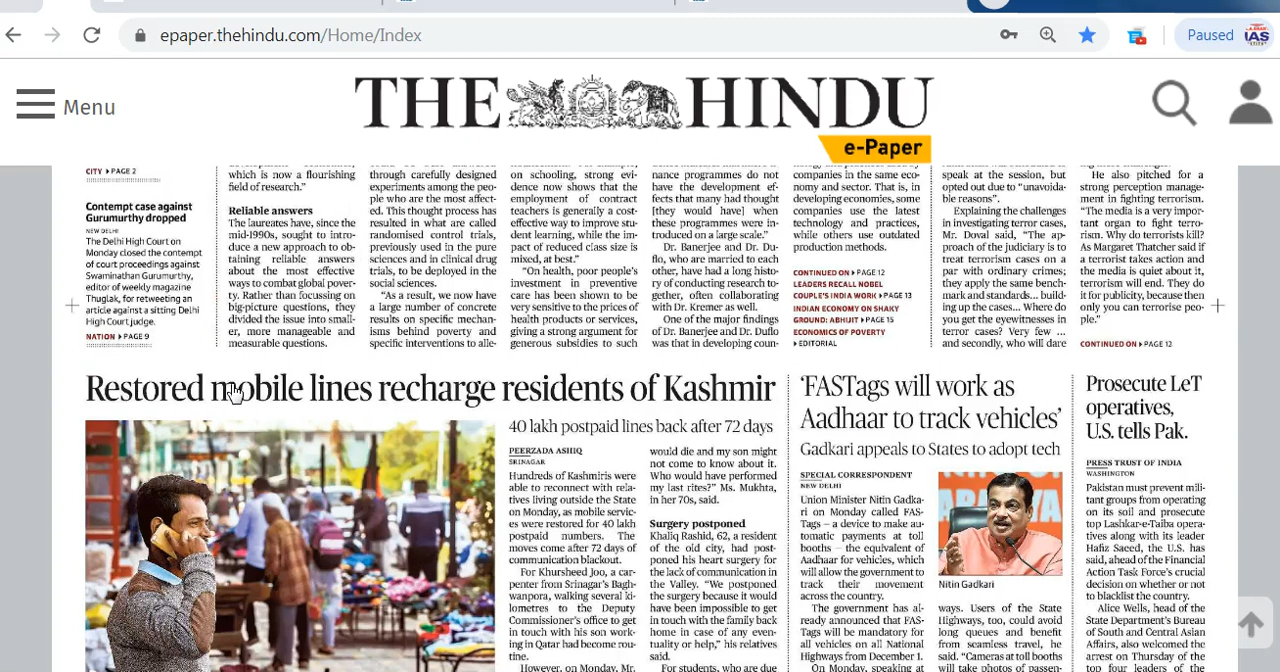 epaper.thehindu.com/Home/Index
Paused
IAS
Menu
THE HINDU
e-Paper
CITY ▸ PAGE 2
Contempt case against
Gurumurthy dropped
NEW DELHI
The Delhi High Court on
Monday closed the contempt
of court proceedings against
Swaminathan Gurumurthy,
editor of weekly magazine
Thuglak, for retweeting an
article against a sitting Delhi
High Court judge.
NATION ▸ PAGE 9
which is now a flourishing
field of research."
Reliable answers
The laureates have, since the
mid-1990s, sought to intro-
duce a new approach to ob-
taining reliable answers
about the most effective
ways to combat global pover-
ty. Rather than focussing on
big-picture questions, they
divided the issue into small-
er, more manageable and
measurable questions.
through carefully designed
experiments among the peo-
ple who are the most affect-
ed. This thought process has
resulted in what are called
randomised control trials,
previously used in the pure
sciences and in clinical drug
trials, to be deployed in the
social sciences.
"As a result, we now have
a large number of concrete
results on specific mechan-
isms behind poverty and
specific interventions to alle-
on schooling, strong evi-
dence now shows that the
employment of contract
teachers is generally a cost-
effective way to improve stu-
dent learning, while the im-
pact of reduced class size is
mixed, at best."
"On health, poor people's
investment in preventive
care has been shown to be
very sensitive to the prices of
health products or services,
giving a strong argument for
generous subsidies to such
nance programmes do not
have the development ef-
fects that many had thought
[they would have] when
these programmes were in-
troduced on a large scale."
Dr. Banerjee and Dr. Du-
flo, who are married to each
other, have had a long histo-
ry of conducting research to-
gether, often collaborating
with Dr. Kremer as well.
One of the major findings
of Dr. Banerjee and Dr. Duflo
was that in developing coun-
companies in the same eco-
nomy and sector. That is, in
developing economies, some
companies use the latest
technology and practices,
while others use outdated
production methods.
CONTINUED ON ▸ PAGE 12
LEADERS RECALL NOBEL
COUPLE'S INDIA WORK ▸ PAGE 13
INDIAN ECONOMY ON SHAKY
GROUND: ABHIJIT ▸ PAGE 15
ECONOMICS OF POVERTY
▸ EDITORIAL
speak at the session, but
opted out due to "unavoida-
ble reasons".
Explaining the challenges
in investigating terror cases,
Mr. Doval said, "The ap-
proach of the judiciary is to
treat terrorism cases on a
par with ordinary crimes;
they apply the same bench-
mark and standards... build-
ing up the cases... Where do
you get the eyewitnesses in
terror cases? Very few ...
and secondly, who will dare
He also pitched for a
strong perception manage-
ment in fighting terrorism.
"The media is a very impor-
tant organ to fight terro-
rism. Why do terrorists kill?
As Margaret Thatcher said if
a terrorist takes action and
the media is quiet about it,
terrorism will end. They do
it for publicity, because then
only you can terrorise peo-
ple."
CONTINUED ON ▸ PAGE 12
Restored mobile lines recharge residents of Kashmir
40 lakh postpaid lines back after 72 days
PEERZADA ASHIQ
SRINAGAR
Hundreds of Kashmiris were
able to reconnect with rela-
tives living outside the State
on Monday, as mobile servic-
es were restored for 40 lakh
postpaid numbers. The
moves come after 72 days of
communication blackout.
For Khursheed Joo, a car-
penter from Srinagar's Bagh-
wanpora, walking several ki-
lometres to the Deputy
Commissioner's office to get
in touch with his son work-
ing in Qatar had become rou-
tine.
However, on Monday, Mr.
would die and my son might
not come to know about it.
Who would have performed
my last rites?" Ms. Mukhta,
in her 70s, said.
Surgery postponed
Khaliq Rashid, 62, a resident
of the old city, had post-
poned his heart surgery for
the lack of communication in
the Valley. "We postponed
the surgery because it would
have been impossible to get
in touch with the family back
home in case of any even-
tuality or help," his relatives
said.
For students, who are due
'FASTags will work as
Aadhaar to track vehicles'
Gadkari appeals to States to adopt tech
SPECIAL CORRESPONDENT
NEW DELHI
Union Minister Nitin Gadka-
ri on Monday called FAS-
Tags – a device to make au-
tomatic payments at toll
booths – the equivalent of
Aadhaar for vehicles, which
will allow the government to
track their movement
across the country.
The government has al-
ready announced that FAS-
Tags will be mandatory for
all vehicles on all National
Highways from December 1.
On Monday, speaking at
Nitin Gadkari
ways. Users of the State
Highways, too, could avoid
long queues and benefit
from seamless travel, he
said. "Cameras at toll booths
will take photos of passen-
Prosecute LeT
operatives,
U.S. tells Pak.
PRESS TRUST OF INDIA
WASHINGTON
Pakistan must prevent mili-
tant groups from operating
on its soil and prosecute
top Lashkar-e-Taiba opera-
tives along with its leader
Hafiz Saeed, the U.S. has
said, ahead of the Financial
Action Task Force's crucial
decision on whether or not
to blacklist the country.
Alice Wells, head of the
State Department's Bureau
of South and Central Asian
Affairs, also welcomed the
arrest on Thursday of the
top four leaders of the